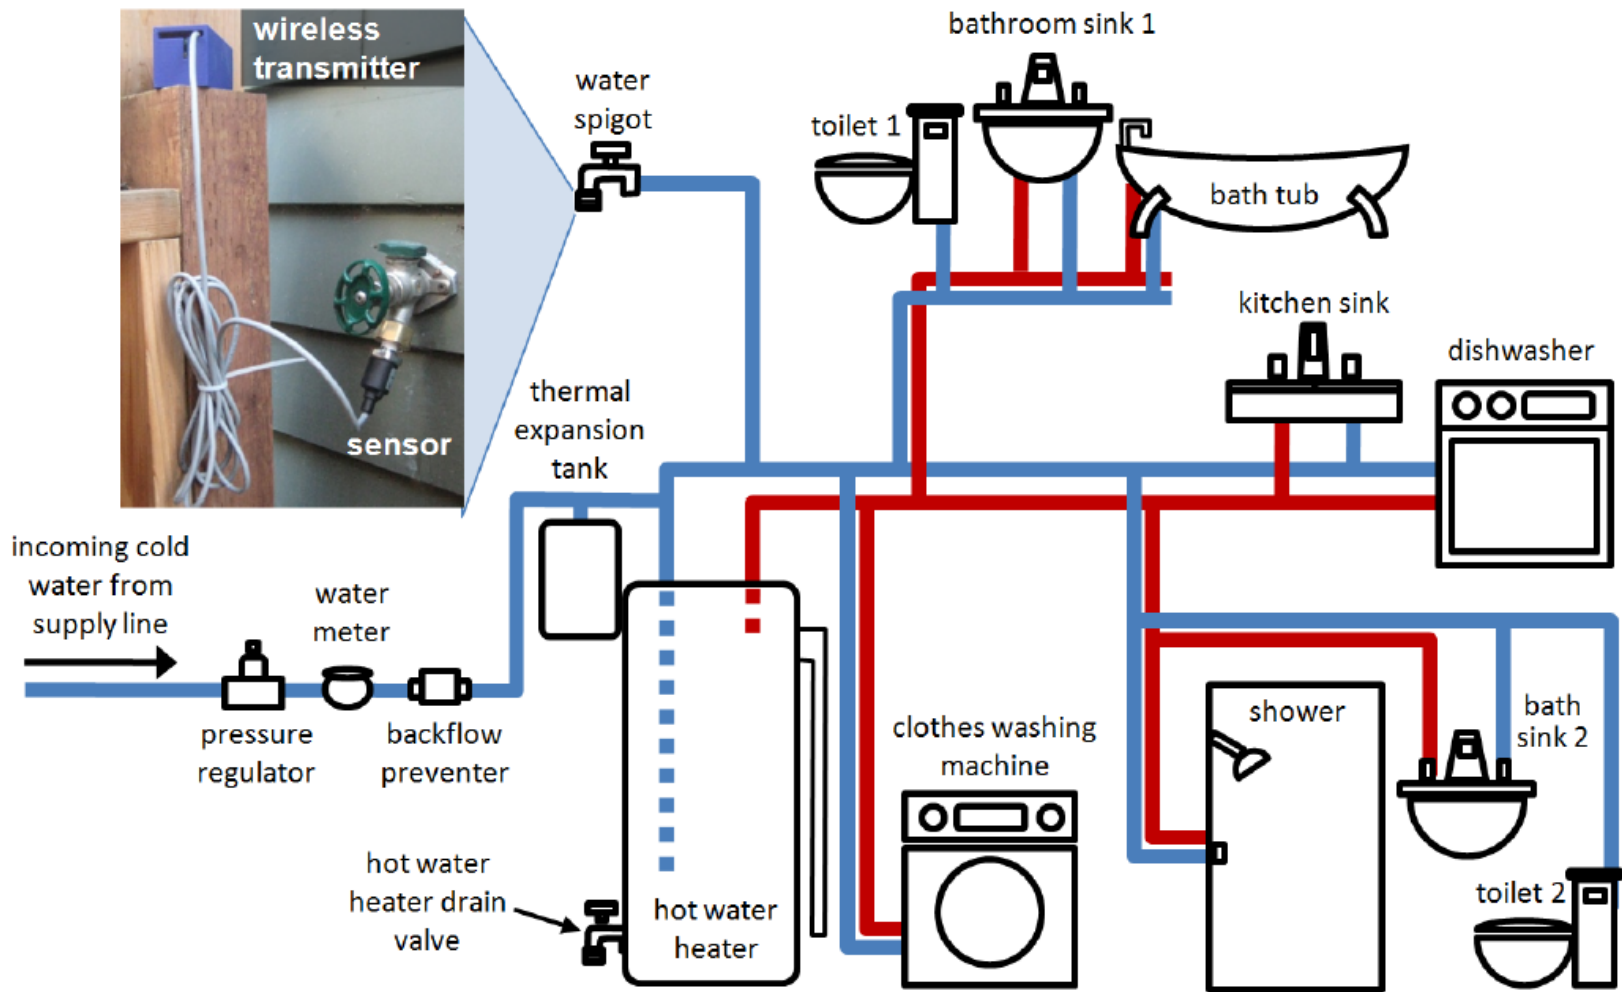 wireless
transmitter
sensor
water
spigot
bathroom sink 1
toilet 1
bath tub
kitchen sink
dishwasher
thermal
expansion
tank
incoming cold
water from
supply line
water
meter
pressure
regulator
backflow
preventer
hot water
heater drain
valve
hot water
heater
clothes washing
machine
shower
bath
sink 2
toilet 2